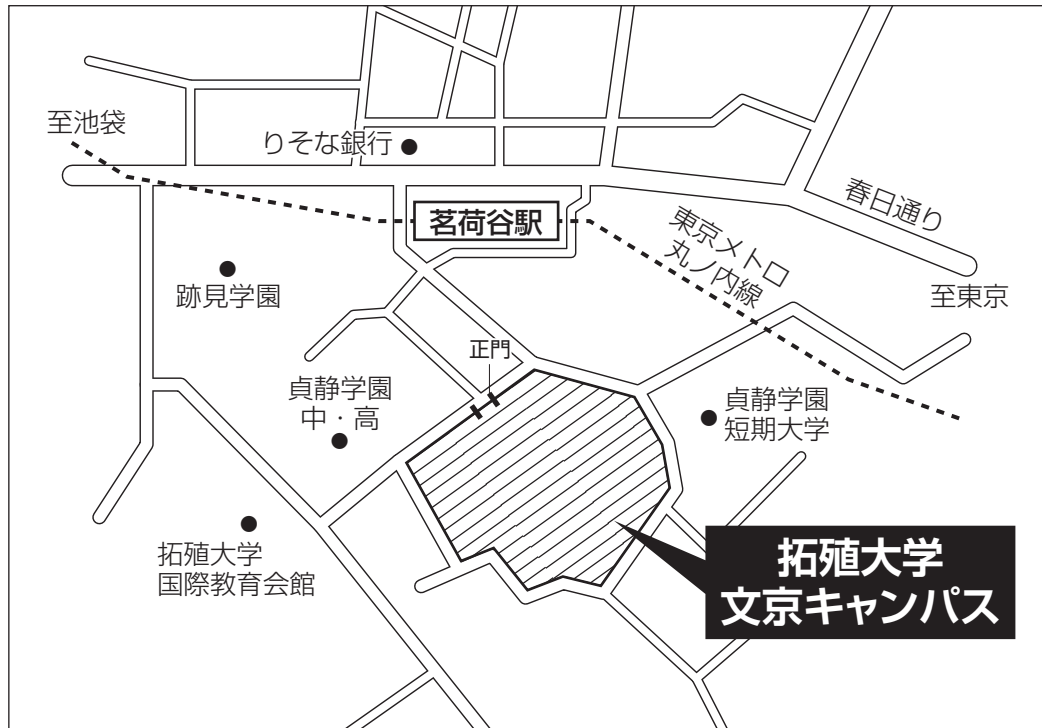 至池袋
りそな銀行
茗荷谷駅
春日通り
東京メトロ
丸ノ内線
至東京
跡見学園
正門
貞静学園
中・高
貞静学園
短期大学
拓殖大学
国際教育会館
拓殖大学
文京キャンパス